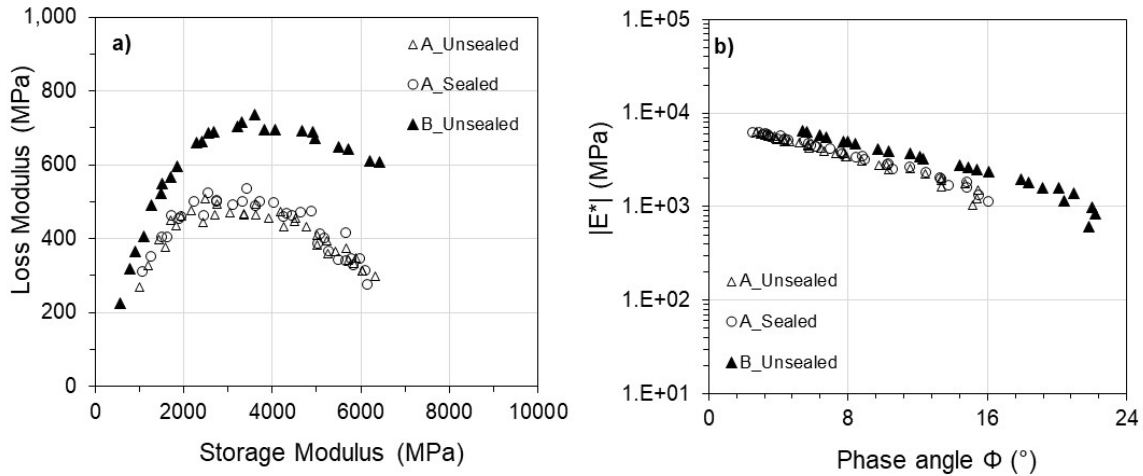 a)
1,000
800
600
400
200
0
Loss Modulus (MPa)
A_Unsealed
A_Sealed
B_Unsealed
0 2000 4000 6000 8000 10000
Storage Modulus (MPa)
b)
1.E+05
1.E+04
1.E+03
1.E+02
1.E+01
|E*| (MPa)
A_Unsealed
A_Sealed
B_Unsealed
0 8 16 24
Phase angle Φ (°)